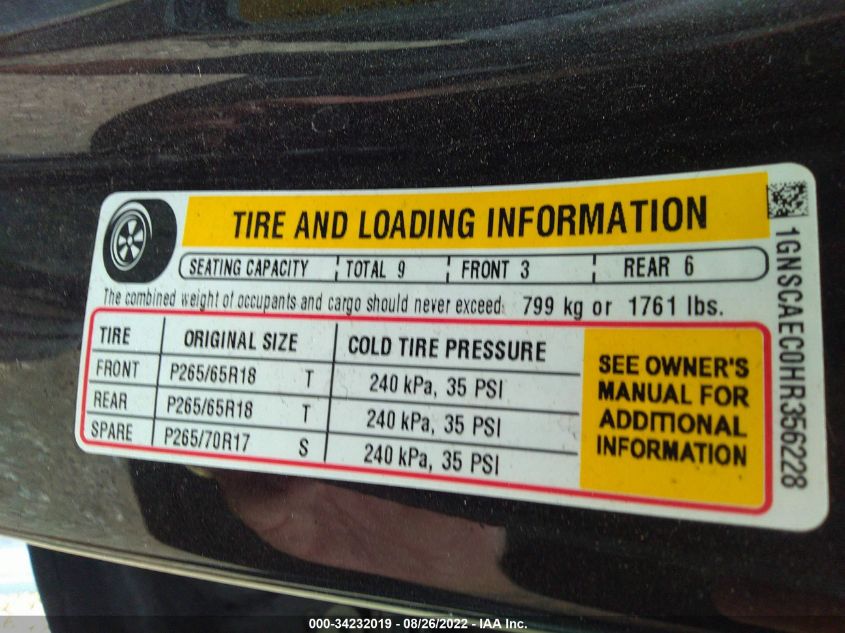 TIRE AND LOADING INFORMATION
SEATING CAPACITY TOTAL 9 FRONT 3 REAR 6
The combined weight of occupants and cargo should never exceed: 799 kg or 1761 lbs.
TIRE ORIGINAL SIZE COLD TIRE PRESSURE
FRONT P265/65R18 T 240 kPa, 35 PSI
REAR P265/65R18 T 240 kPa, 35 PSI
SPARE P265/70R17 S 240 kPa, 35 PSI
SEE OWNER'S
MANUAL FOR
ADDITIONAL
INFORMATION
1GNSCAEC0HR356228
000-34232019 - 08/26/2022 - IAA Inc.